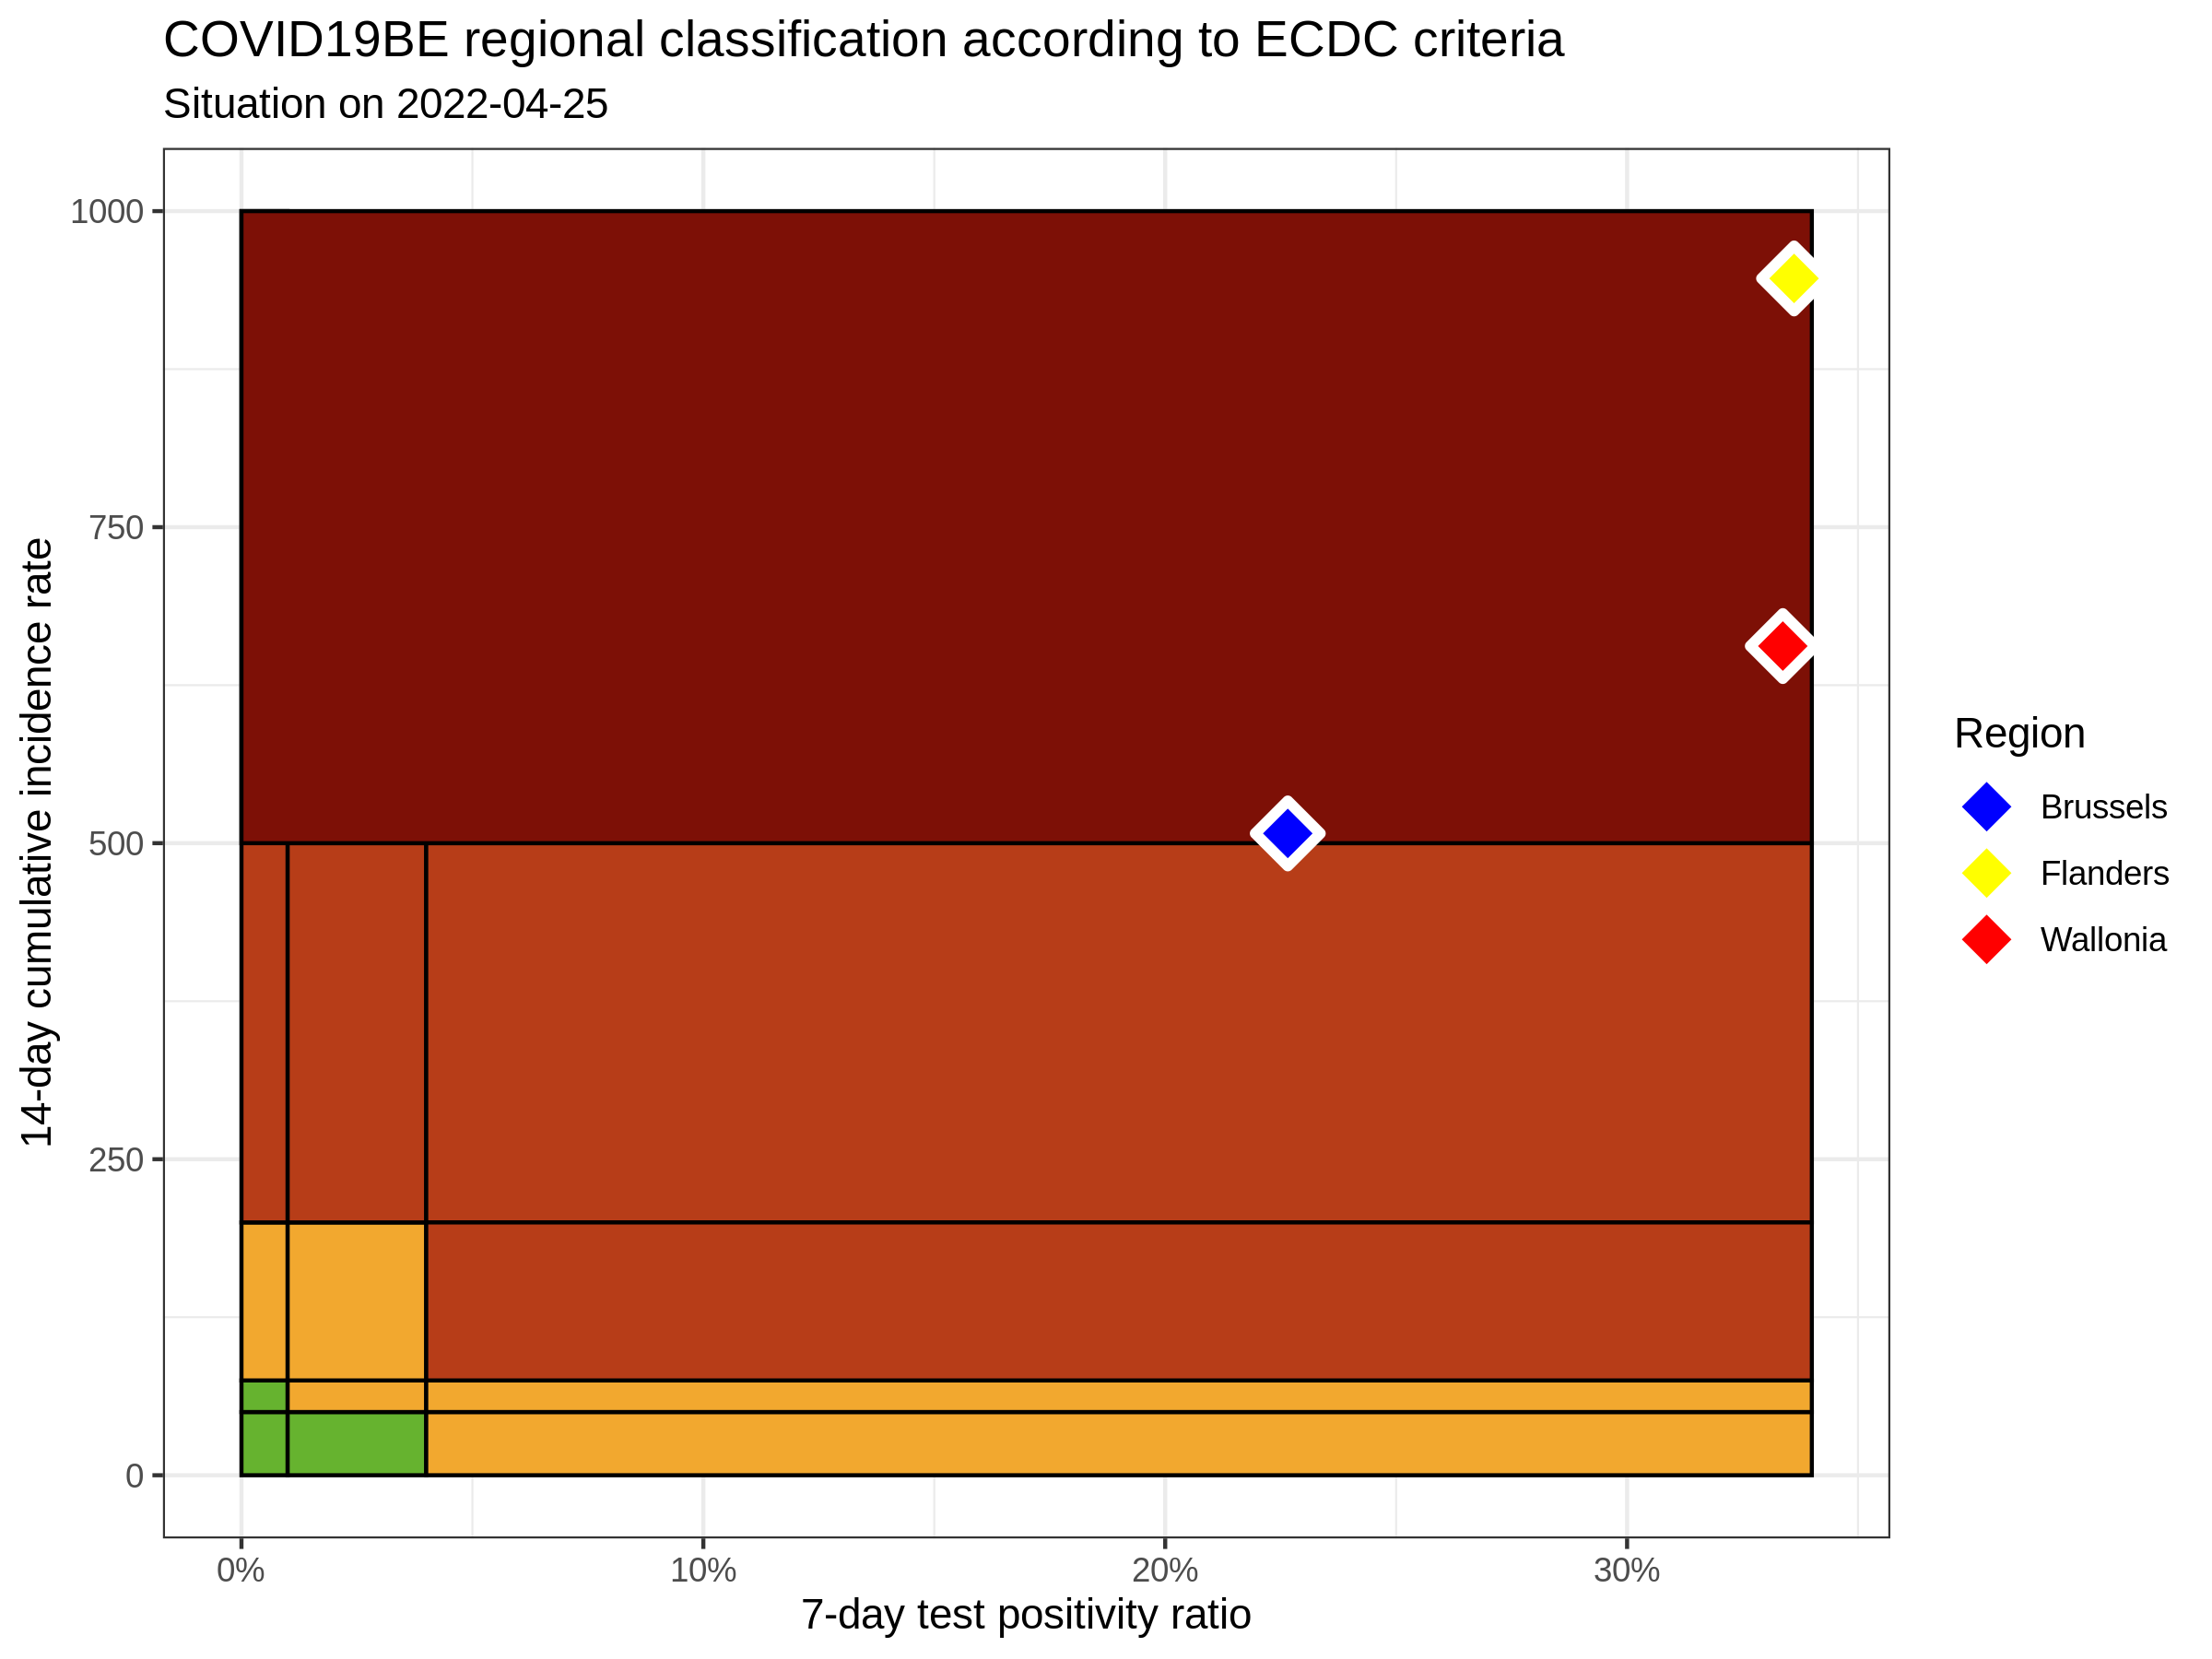 COVID19BE regional classification according to ECDC criteria
Situation on 2022-04-25
1000
750
500
250
0
14-day cumulative incidence rate
0%
10%
20%
30%
7-day test positivity ratio
Region
Brussels
Flanders
Wallonia